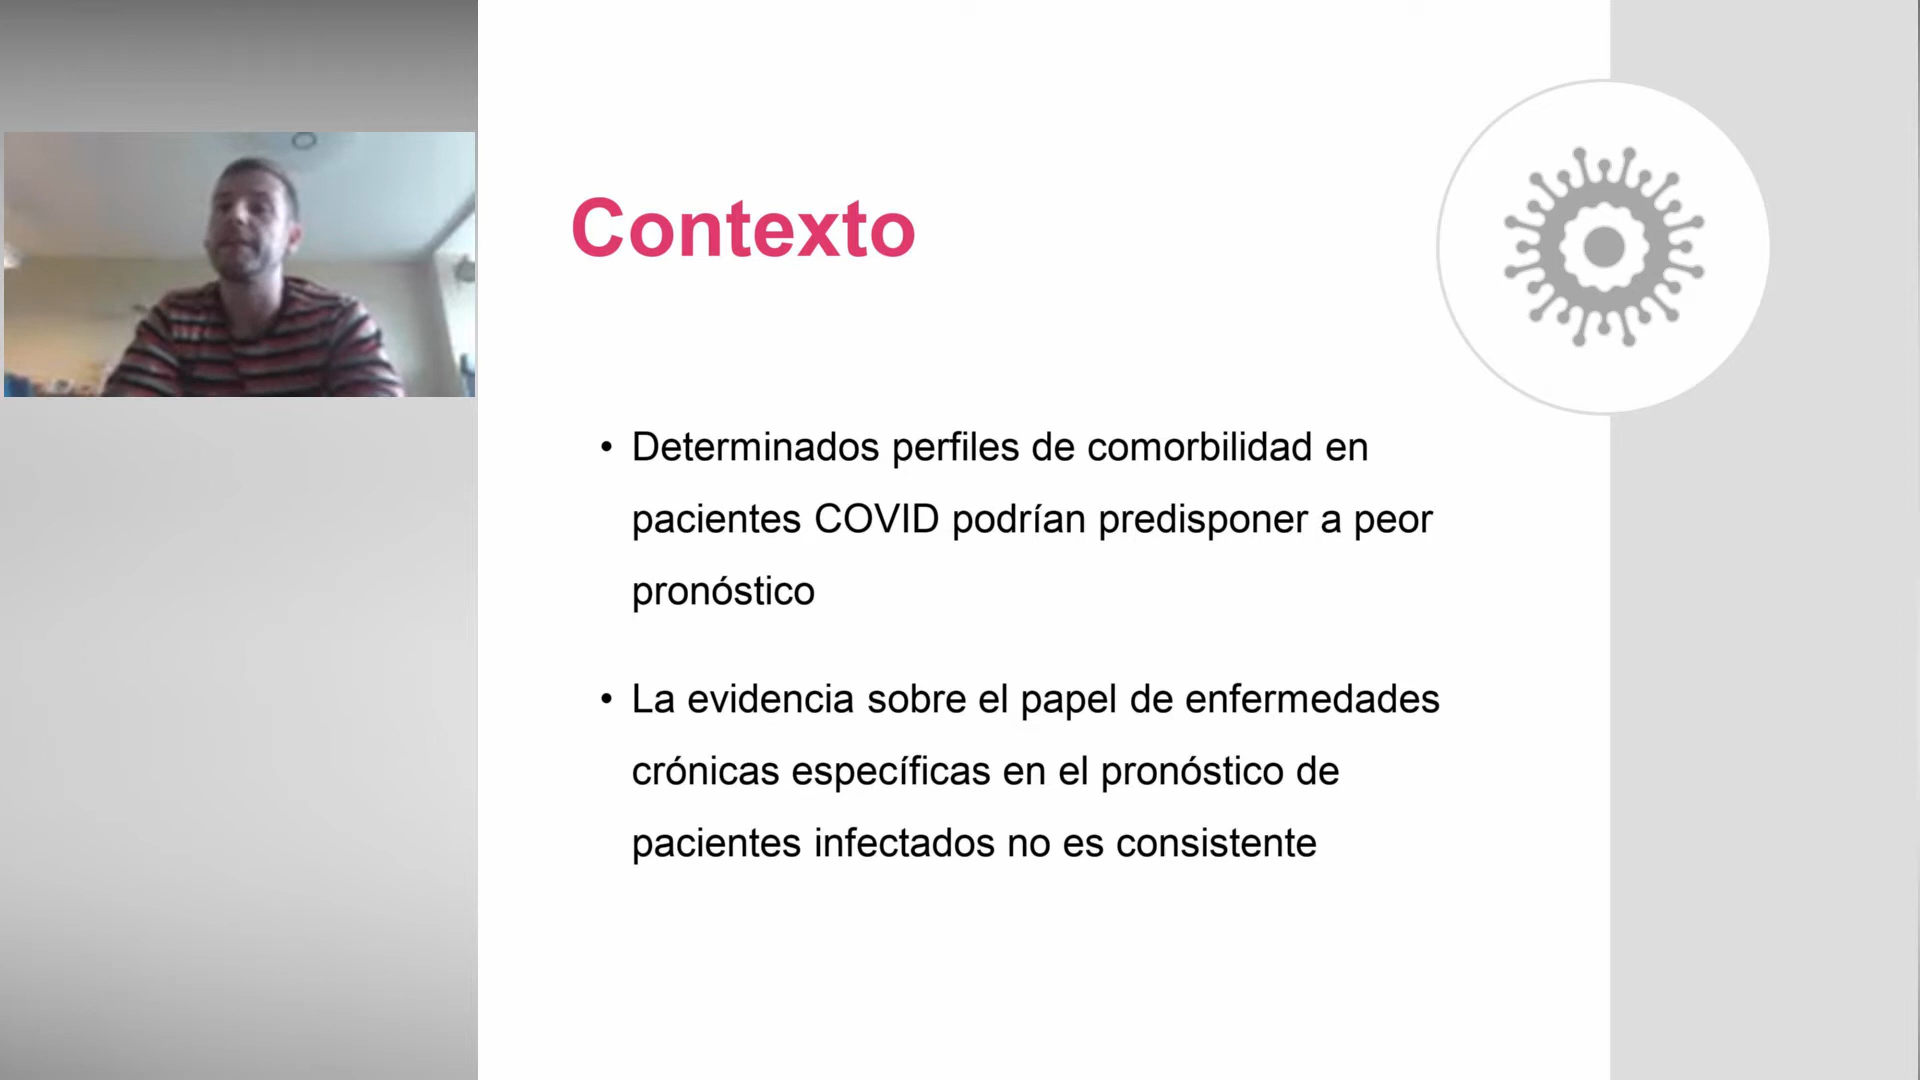 Contexto
• Determinados perfiles de comorbilidad en
pacientes COVID podrían predisponer a peor
pronóstico
• La evidencia sobre el papel de enfermedades
crónicas específicas en el pronóstico de
pacientes infectados no es consistente